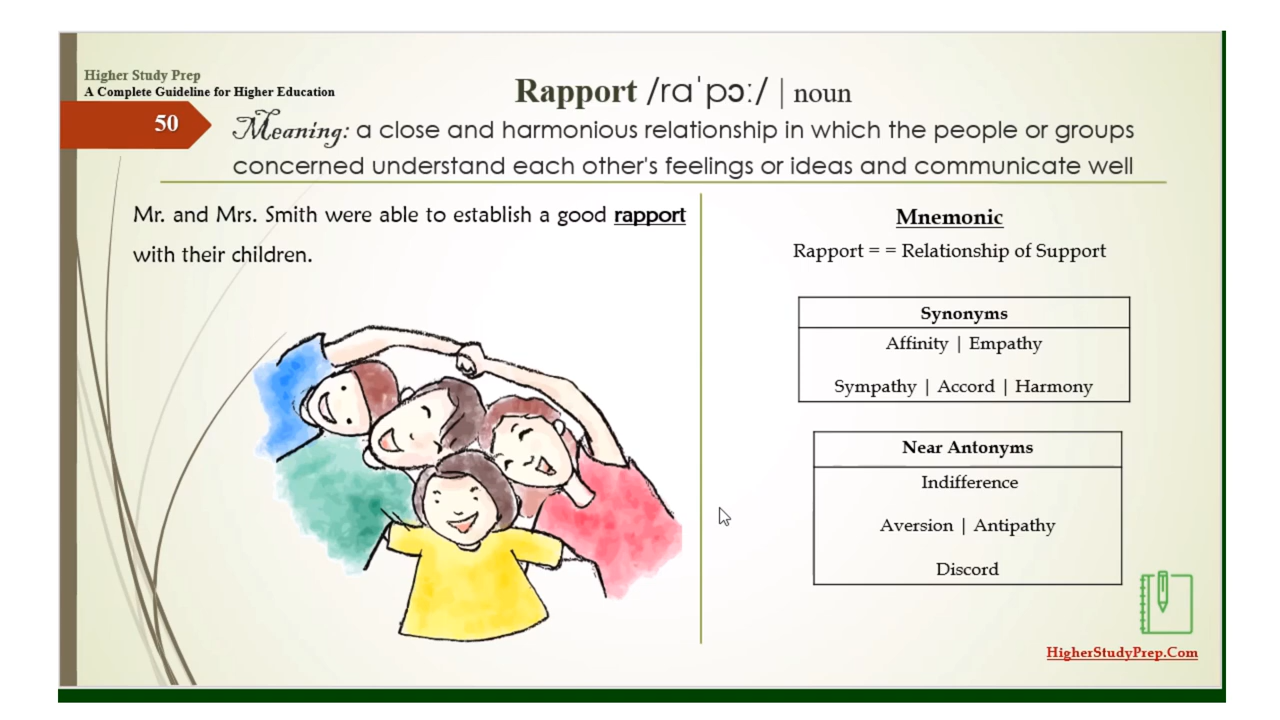 Higher Study Prep
A Complete Guideline for Higher Education
50
Rapport /raˈpɔː/ | noun
Meaning: a close and harmonious relationship in which the people or groups
concerned understand each other's feelings or ideas and communicate well
Mr. and Mrs. Smith were able to establish a good rapport
with their children.
Mnemonic
Rapport = = Relationship of Support
Synonyms
Affinity | Empathy
Sympathy | Accord | Harmony
Near Antonyms
Indifference
Aversion | Antipathy
Discord
HigherStudyPrep.Com